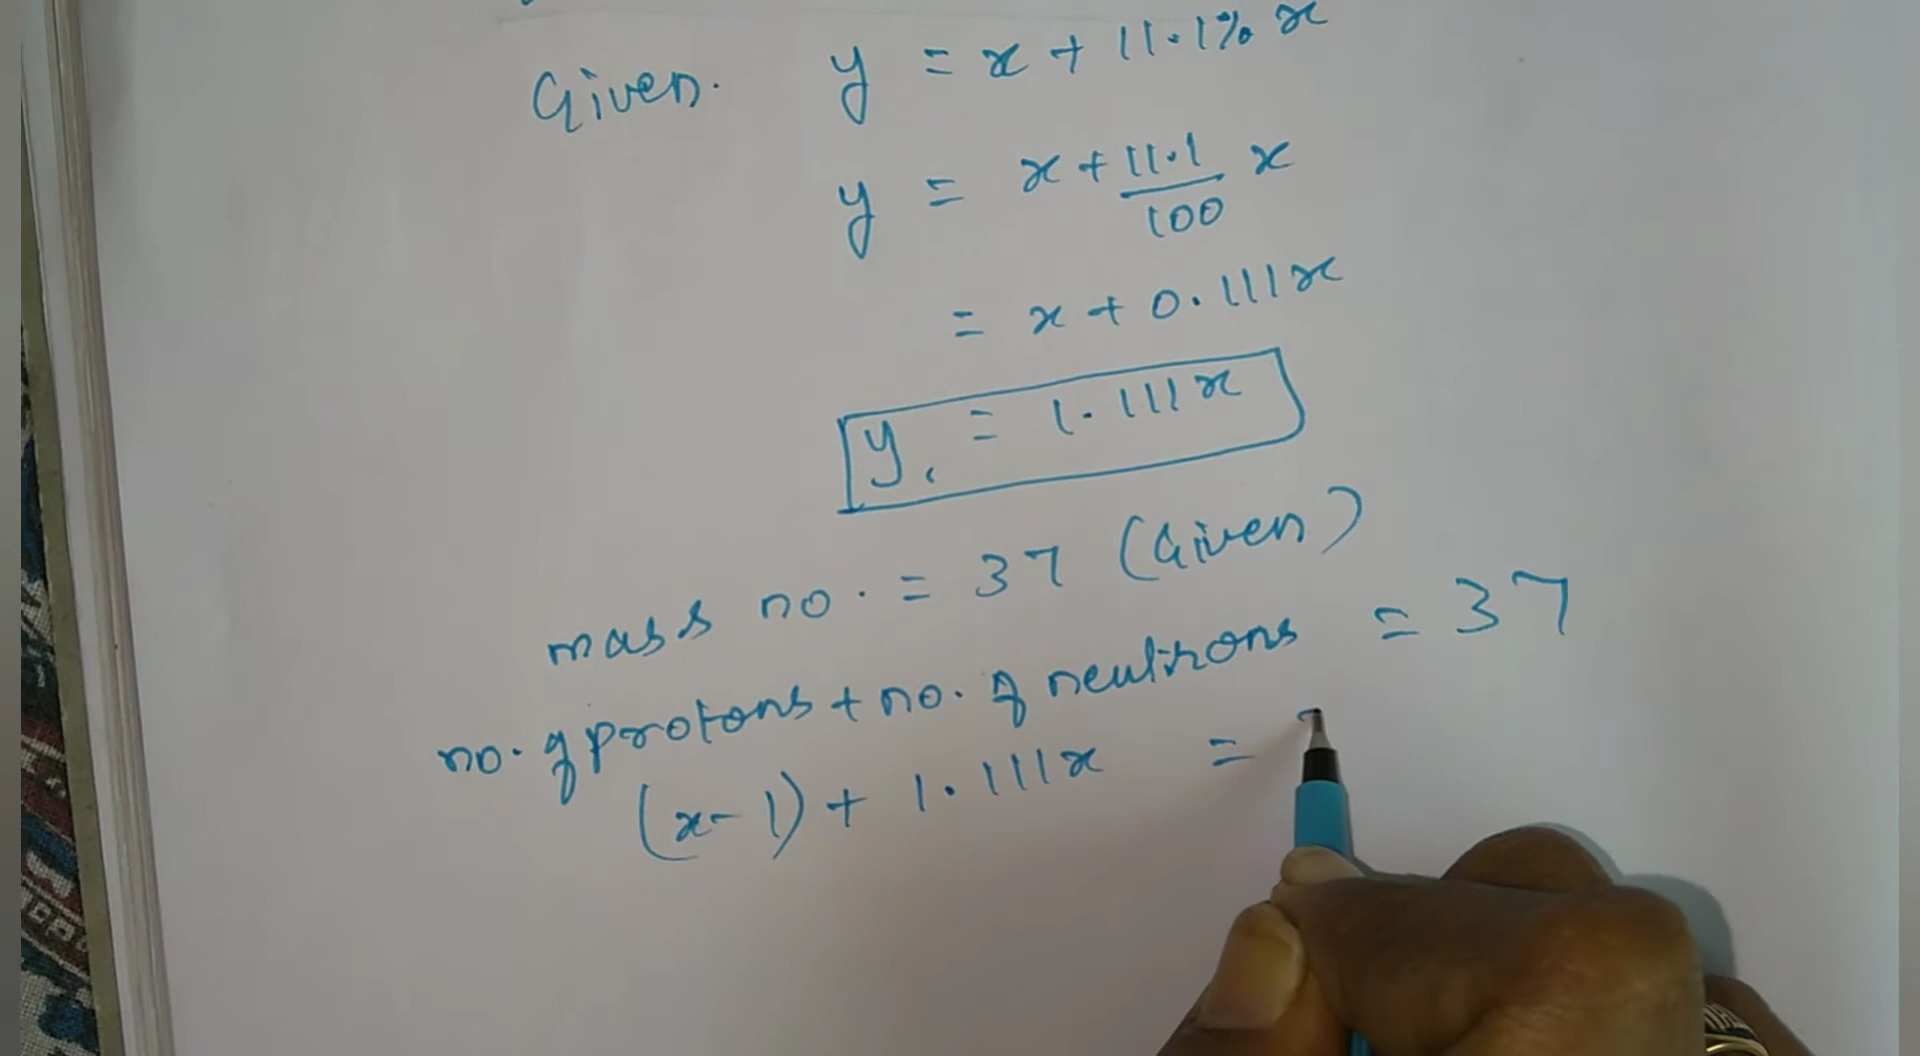 Given. y = x + 11.1% x
y = x + 11.1/100 x
= x + 0.111x
y = 1.111x
mass no. = 37 (Given)
no. of protons + no. of neutrons = 37
(x-1) + 1.111x =